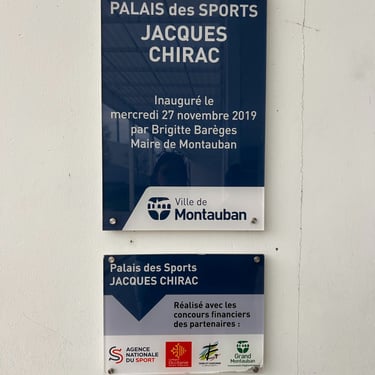 PALAIS des SPORTS
JACQUES
CHIRAC
Inauguré le
mercredi 27 novembre 2019
par Brigitte Barèges
Maire de Montauban
Ville de
Montauban
Palais des Sports
JACQUES CHIRAC
Réalisé avec les
concours financiers
des partenaires :
AGENCE
NATIONALE
DU SPORT
Occitanie
Grand
Montauban